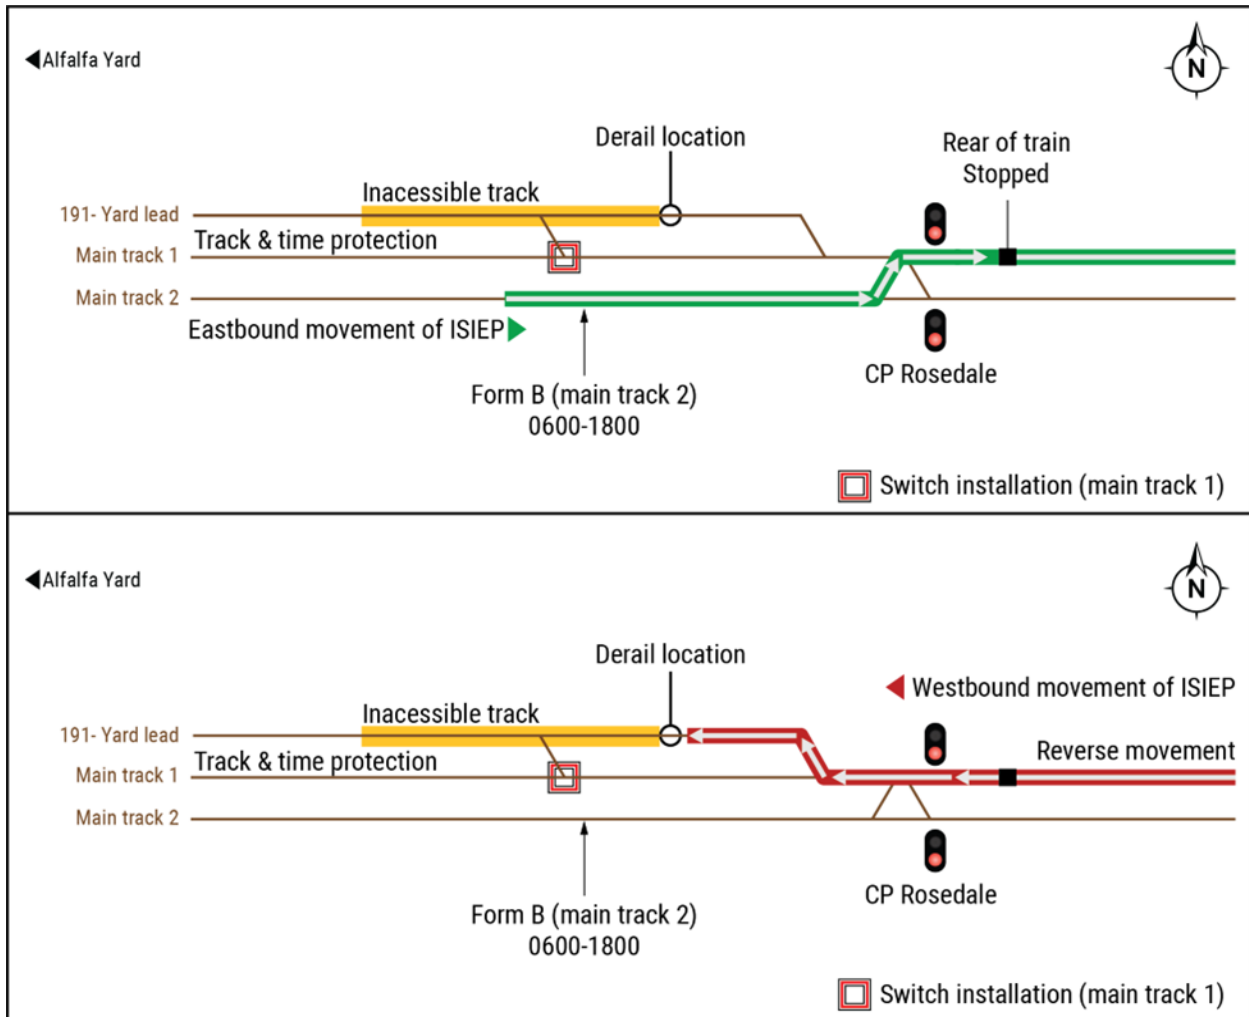 Alfalfa Yard
N
Derail location
Rear of train
Stopped
Inacessible track
191- Yard lead
Track & time protection
Main track 1
Main track 2
Eastbound movement of ISIEP
CP Rosedale
Form B (main track 2)
0600-1800
Switch installation (main track 1)
Alfalfa Yard
N
Derail location
Westbound movement of ISIEP
Inacessible track
191- Yard lead
Reverse movement
Track & time protection
Main track 1
Main track 2
CP Rosedale
Form B (main track 2)
0600-1800
Switch installation (main track 1)